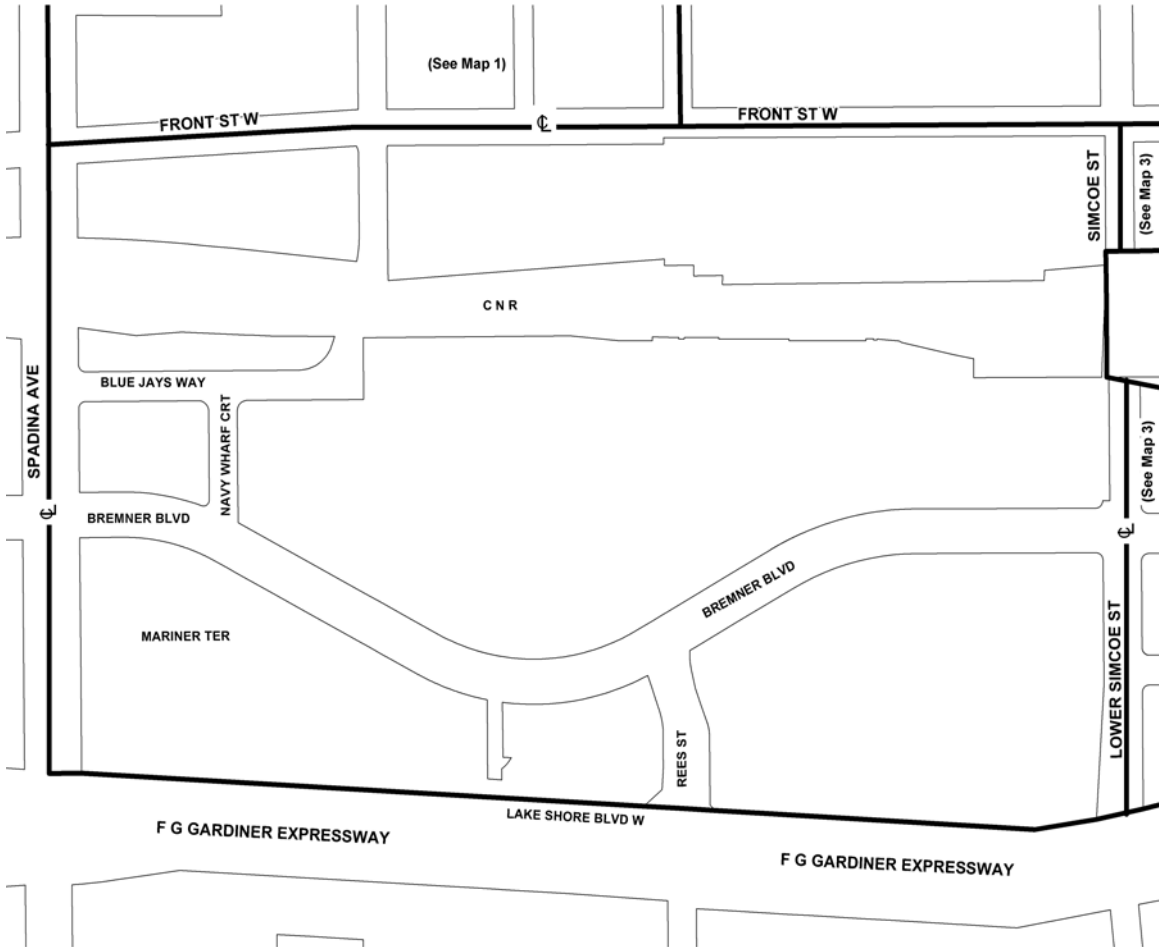 (See Map 1)
FRONT ST W
℄
FRONT ST W
SIMCOE ST
(See Map 3)
C N R
SPADINA AVE
BLUE JAYS WAY
NAVY WHARF CRT
(See Map 3)
℄
BREMNER BLVD
℄
BREMNER BLVD
MARINER TER
LOWER SIMCOE ST
REES ST
LAKE SHORE BLVD W
F G GARDINER EXPRESSWAY
F G GARDINER EXPRESSWAY